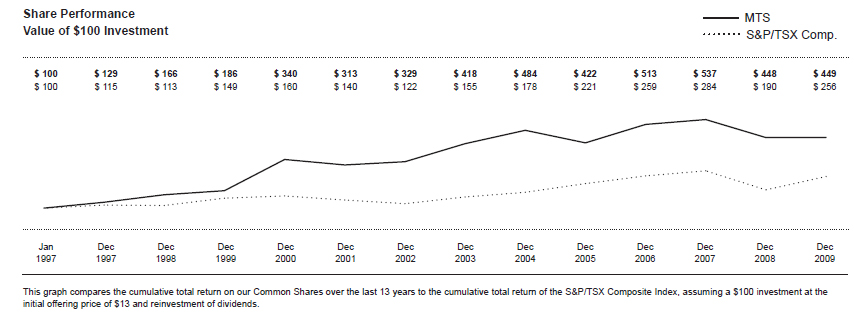 Share Performance
Value of $100 Investment
MTS
S&P/TSX Comp.
$ 100 $ 129 $ 166 $ 186 $ 340 $ 313 $ 329 $ 418 $ 484 $ 422 $ 513 $ 537 $ 448 $ 449
$ 100 $ 115 $ 113 $ 149 $ 160 $ 140 $ 122 $ 155 $ 178 $ 221 $ 259 $ 284 $ 190 $ 256
Jan Dec Dec Dec Dec Dec Dec Dec Dec Dec Dec Dec Dec Dec
1997 1997 1998 1999 2000 2001 2002 2003 2004 2005 2006 2007 2008 2009
This graph compares the cumulative total return on our Common Shares over the last 13 years to the cumulative total return of the S&P/TSX Composite Index, assuming a $100 investment at the
initial offering price of $13 and reinvestment of dividends.